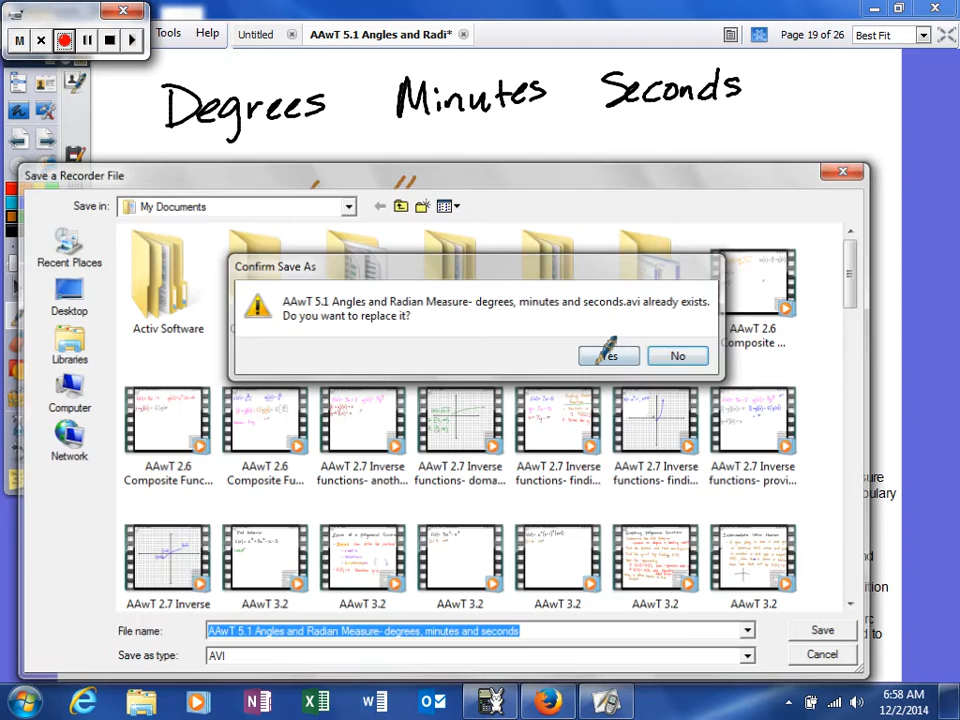 Tools Help Untitled AAwT 5.1 Angles and Radi* Page 19 of 26 Best Fit
M
Degrees Minutes Seconds
Save a Recorder File
Save in: My Documents
Recent Places
Desktop
Libraries
Computer
Network
Confirm Save As
AAwT 5.1 Angles and Radian Measure- degrees, minutes and seconds.avi already exists.
Do you want to replace it?
Yes No
Activ Software
AAwT 2.6
Composite ...
AAwT 2.6
Composite Func...
AAwT 2.6
Composite Fu...
AAwT 2.7 Inverse
functions- anoth...
AAwT 2.7 Inverse
functions- doma...
AAwT 2.7 Inverse
functions- findi...
AAwT 2.7 Inverse
functions- findi...
AAwT 2.7 Inverse
functions- provi...
AAwT 2.7 Inverse
AAwT 3.2
AAwT 3.2
AAwT 3.2
AAwT 3.2
AAwT 3.2
AAwT 3.2
File name: AAwT 5.1 Angles and Radian Measure- degrees, minutes and seconds Save
Save as type: AVI Cancel
6:58 AM
12/2/2014